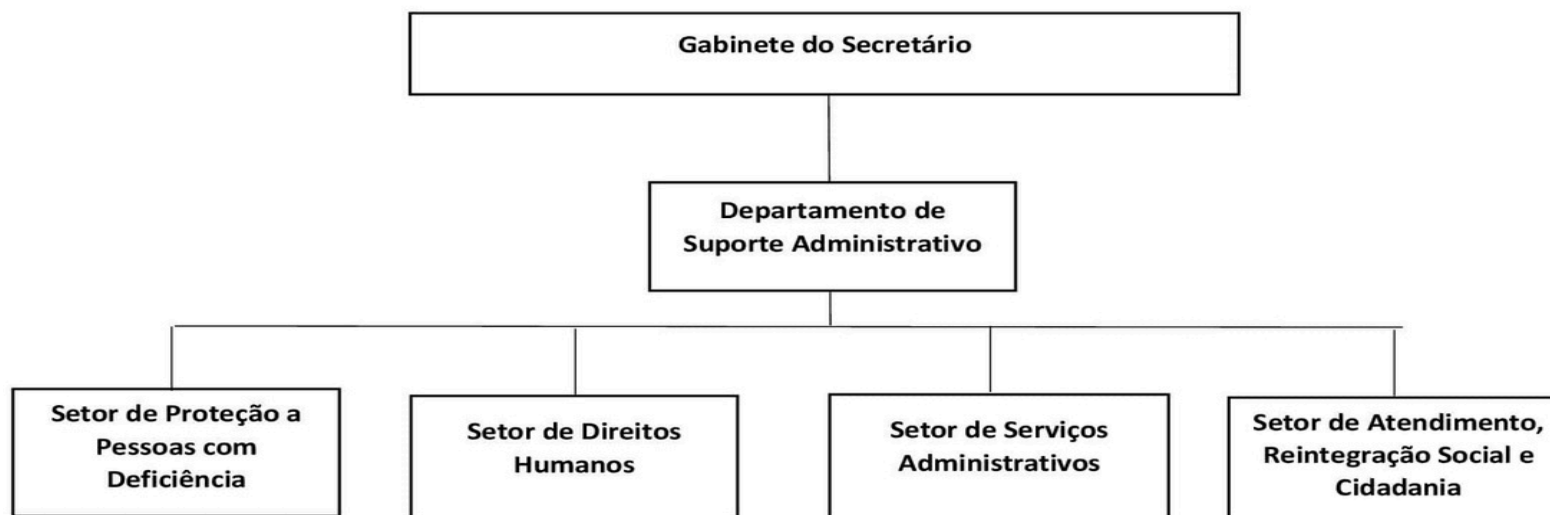 Gabinete do Secretário
Departamento de
Suporte Administrativo
Setor de Proteção a
Pessoas com
Deficiência
Setor de Direitos
Humanos
Setor de Serviços
Administrativos
Setor de Atendimento,
Reintegração Social e
Cidadania